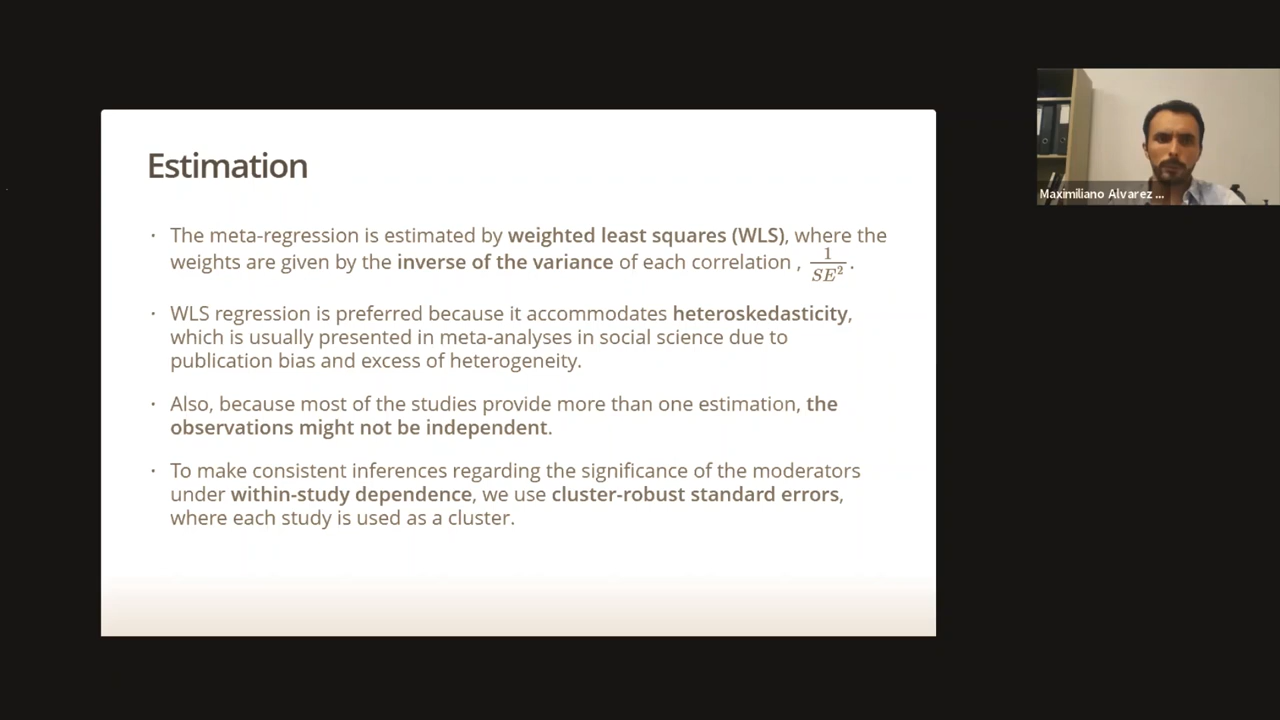 Estimation
· The meta-regression is estimated by weighted least squares (WLS), where the
weights are given by the inverse of the variance of each correlation , 1/SE².
· WLS regression is preferred because it accommodates heteroskedasticity,
which is usually presented in meta-analyses in social science due to
publication bias and excess of heterogeneity.
· Also, because most of the studies provide more than one estimation, the
observations might not be independent.
· To make consistent inferences regarding the significance of the moderators
under within-study dependence, we use cluster-robust standard errors,
where each study is used as a cluster.
Maximiliano Alvarez ...